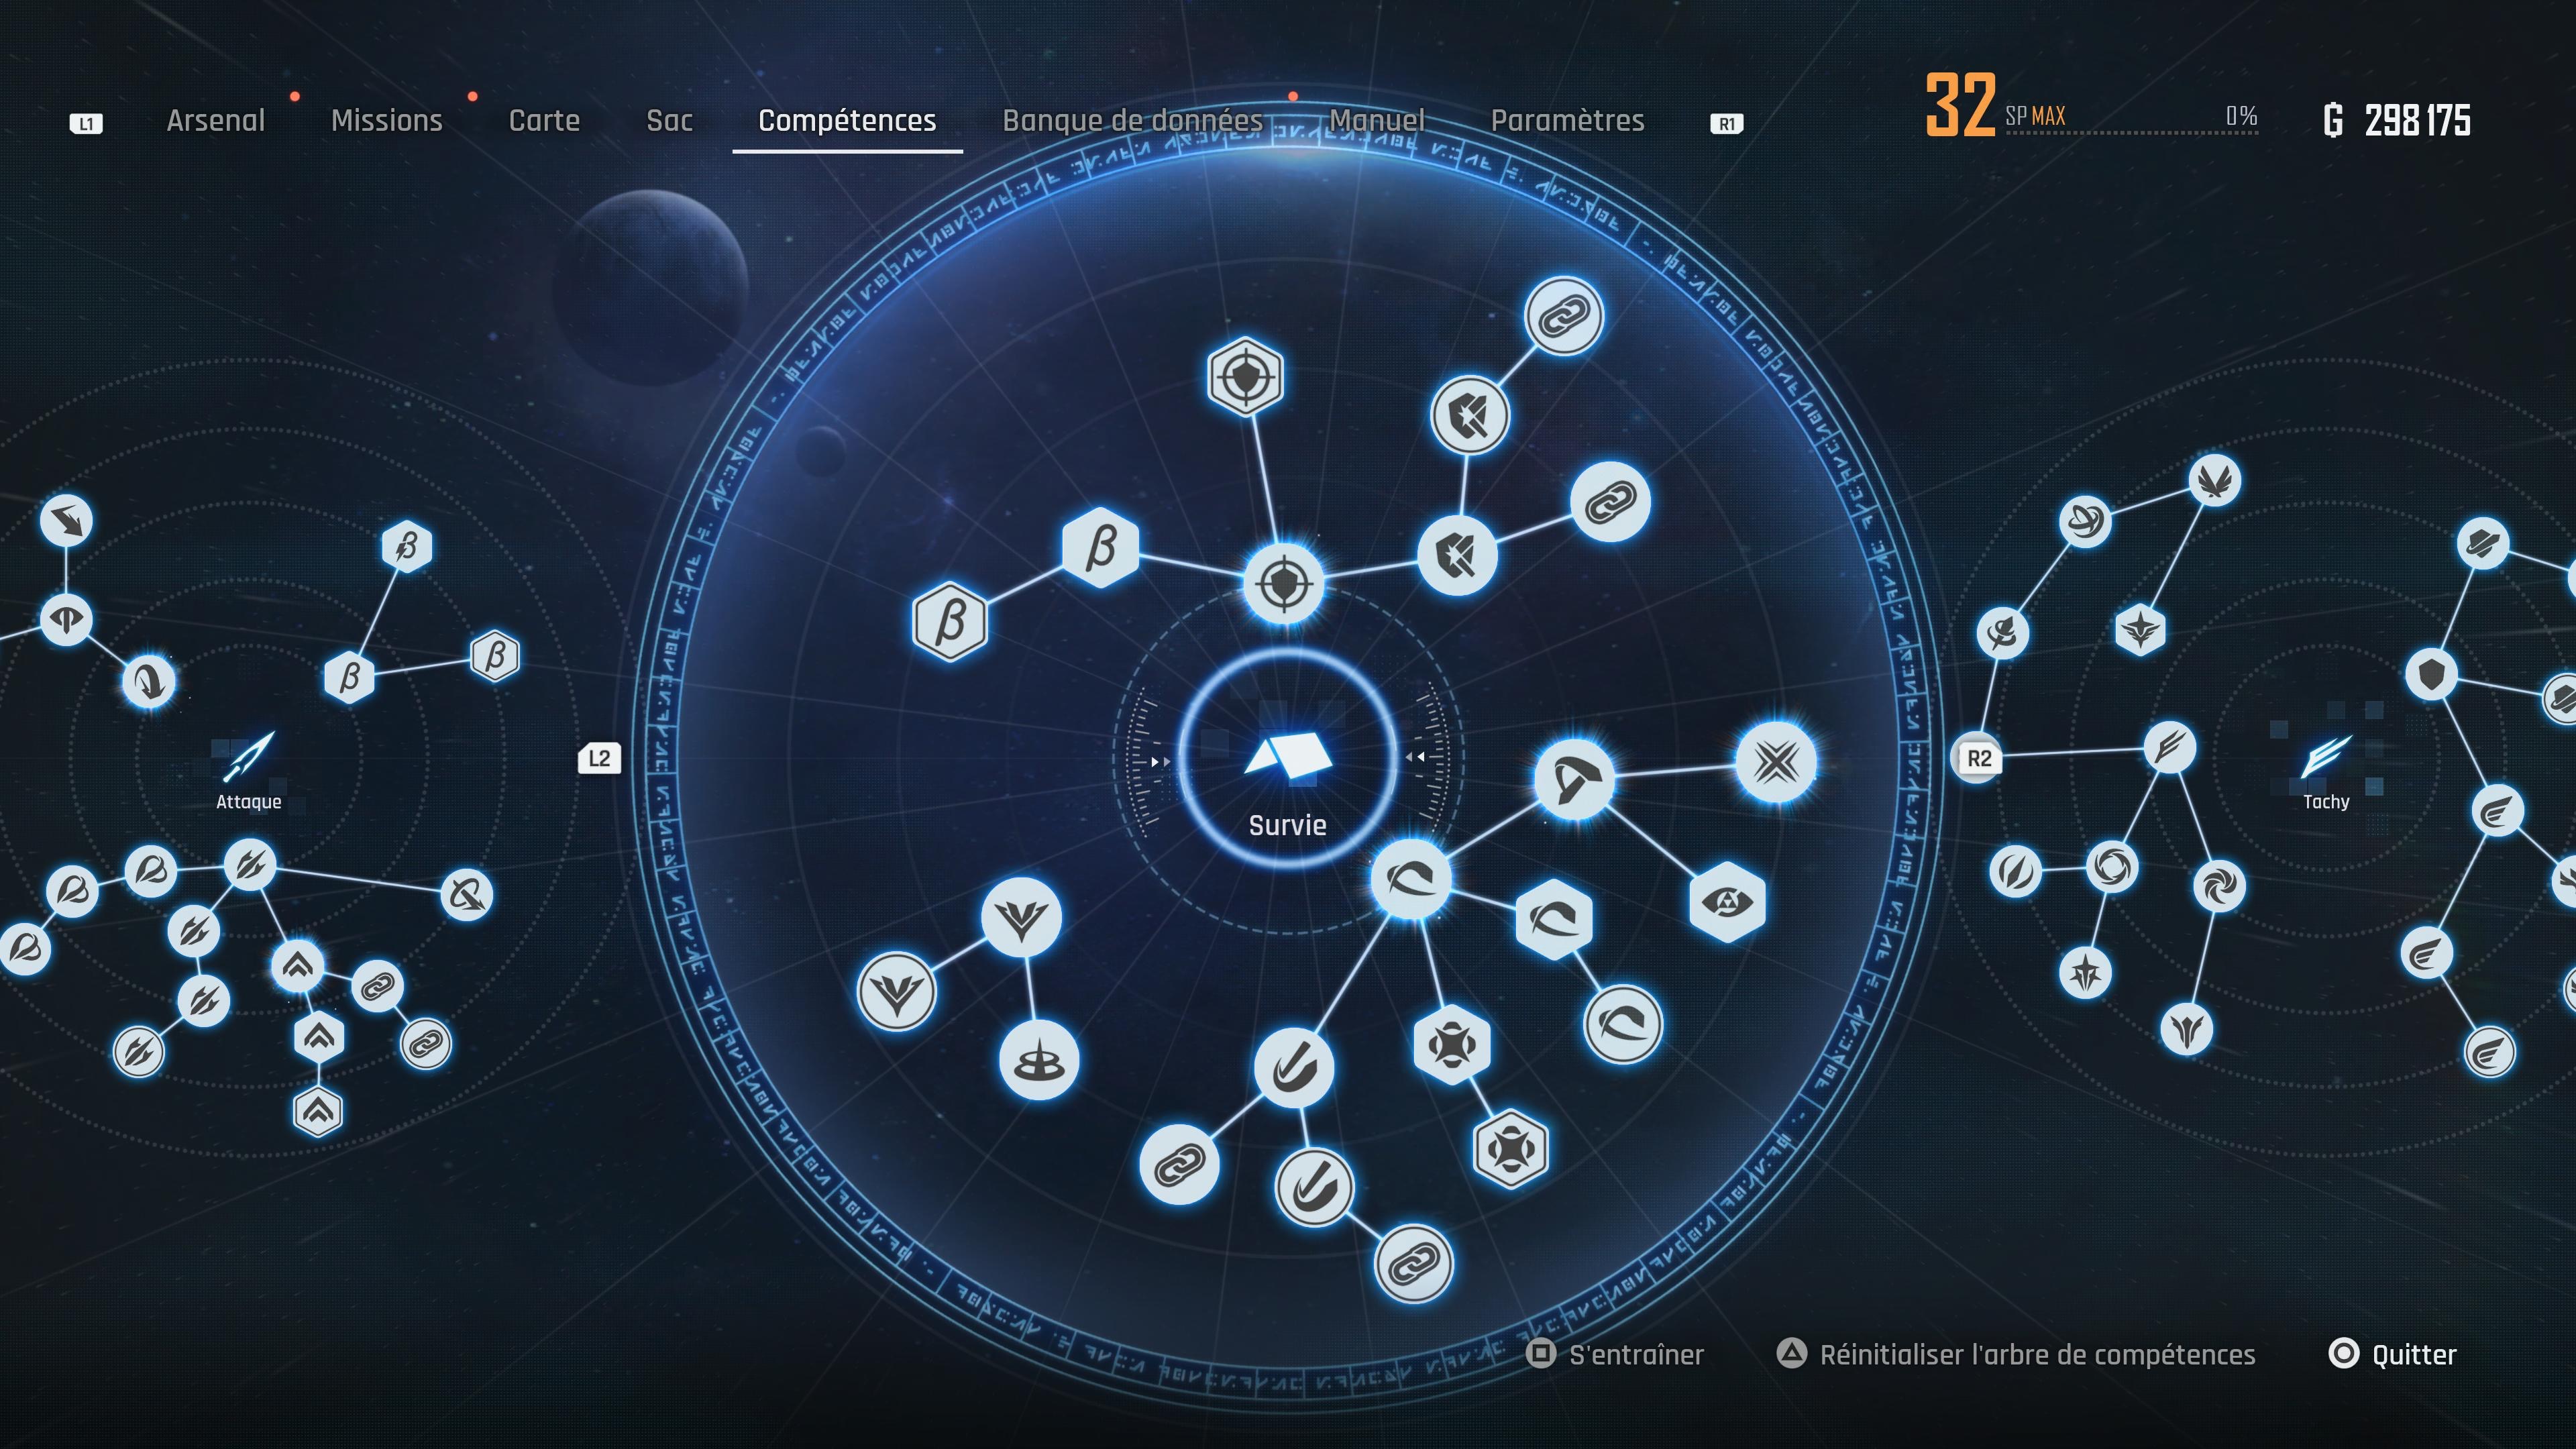 L1 Arsenal Missions Carte Sac Compétences Banque de données Manuel Paramètres R1 32 SP MAX 0% G 298 175
β
β
β
β
β
L2
R2
Attaque
Survie
Tachy
S'entraîner Réinitialiser l'arbre de compétences Quitter